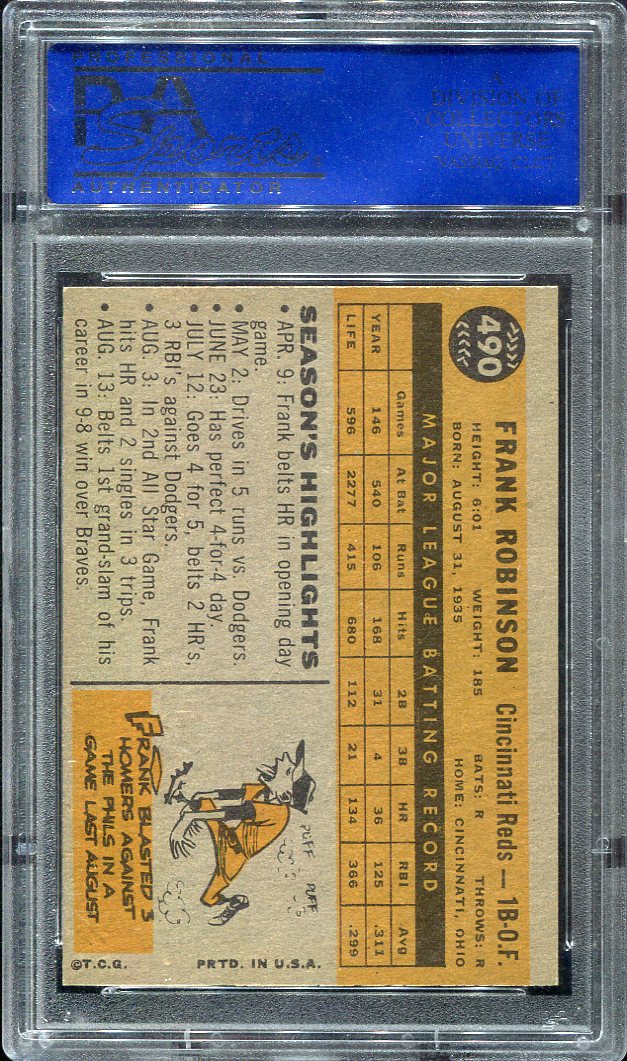 PROFESSIONAL
PSA
AUTHENTICATOR
A
DIVISION OF
COLLECTORS
UNIVERSE
490
FRANK ROBINSON Cincinnati Reds — 1B-O.F.
HEIGHT: 6:01 WEIGHT: 185 BATS: R THROWS: R
BORN: AUGUST 31, 1935 HOME: CINCINNATI, OHIO
MAJOR LEAGUE BATTING RECORD
Games At Bat Runs Hits 2B 3B HR RBI Avg
YEAR 146 540 106 168 31 4 36 125 .311
LIFE 596 2277 415 680 112 21 134 366 .299
SEASON'S HIGHLIGHTS
• APR. 9: Frank belts HR in opening day
game.
• MAY 2: Drives in 5 runs vs. Dodgers.
• JUNE 23: Has perfect 4-for-4 day.
• JULY 12: Goes 4 for 5, belts 2 HR's,
3 RBI's against Dodgers.
• AUG. 3: In 2nd All Star Game, Frank
hits HR and 2 singles in 3 trips.
• AUG. 13: Belts 1st grand-slam of his
career in 9-8 win over Braves.
PUFF PUFF
FRANK BLASTED 3
HOMERS AGAINST
THE PHILS IN A
GAME LAST AUGUST
©T.C.G. PRTD. IN U.S.A.